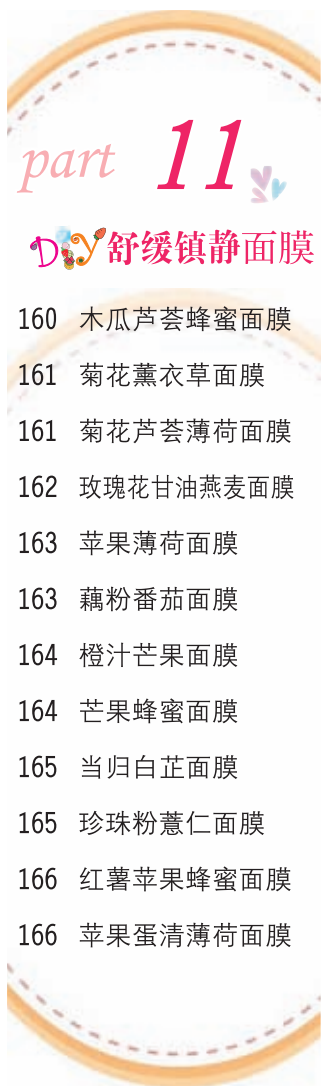 part 11
DIY舒缓镇静面膜
160 木瓜芦荟蜂蜜面膜
161 菊花薰衣草面膜
161 菊花芦荟薄荷面膜
162 玫瑰花甘油燕麦面膜
163 苹果薄荷面膜
163 藕粉番茄面膜
164 橙汁芒果面膜
164 芒果蜂蜜面膜
165 当归白芷面膜
165 珍珠粉薏仁面膜
166 红薯苹果蜂蜜面膜
166 苹果蛋清薄荷面膜